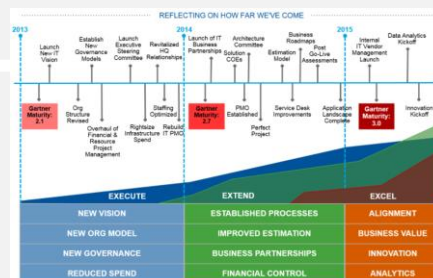 REFLECTING ON HOW FAR WE'VE COME
2013
2014
2015
Launch
New IT
Vision
Establish
New
Governance
Models
Launch
Executive
Steering
Committee
Revitalized
HQ
Relationships
Launch of IT
Business
Partnerships
Solution
COEs
Architecture
Committee
Estimation
Model
Business
Roadmaps
Post
Go-Live
Assessments
Internal
IT Vendor
Management
Launch
Data Analytics
Kickoff
Gartner
Maturity:
2.1
Org
Structure
Revised
Overhaul of
Financial &
Resource
Project
Management
Rightsize
Infrastructure
Spend
Staffing
Optimized
Rebuild
IT PMO
Gartner
Maturity:
2.7
PMO
Established
Perfect
Project
Service Desk
Improvements
Application
Landscape
Complete
Gartner
Maturity:
3.0
Innovation
Kickoff
EXECUTE
EXTEND
EXCEL
NEW VISION
ESTABLISHED PROCESSES
ALIGNMENT
NEW ORG MODEL
IMPROVED ESTIMATION
BUSINESS VALUE
NEW GOVERNANCE
BUSINESS PARTNERSHIPS
INNOVATION
REDUCED SPEND
FINANCIAL CONTROL
ANALYTICS